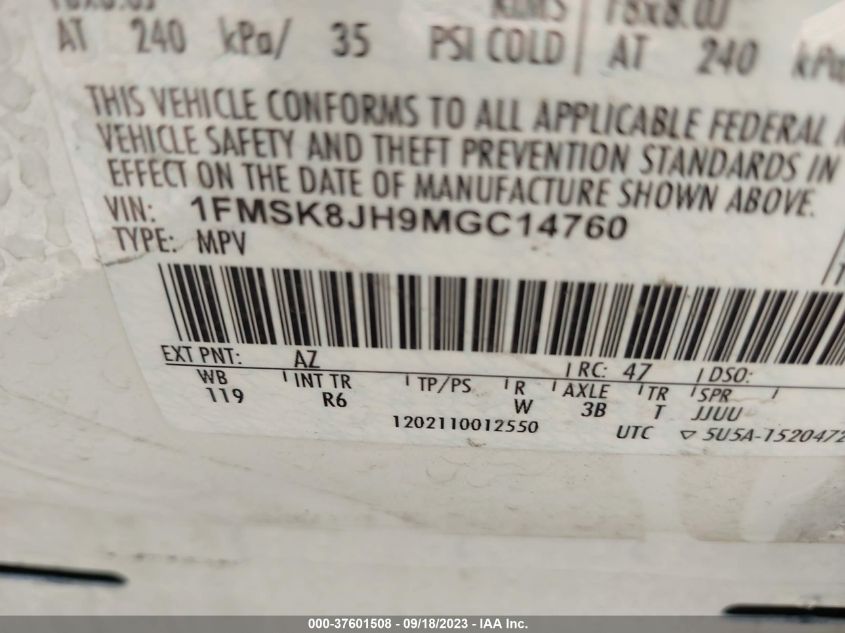 AT 240 kPa/ 35 PSI COLD AT 240 kPa
THIS VEHICLE CONFORMS TO ALL APPLICABLE FEDERAL
VEHICLE SAFETY AND THEFT PREVENTION STANDARDS IN
EFFECT ON THE DATE OF MANUFACTURE SHOWN ABOVE.
VIN: 1FMSK8JH9MGC14760
TYPE: MPV
EXT PNT: AZ RC: 47 DSO:
WB INT TR TP/PS R AXLE TR SPR
119 R6 W 3B T JJUU
1202110012550
UTC ▽ 5U5A-1520472
000-37601508 - 09/18/2023 - IAA Inc.